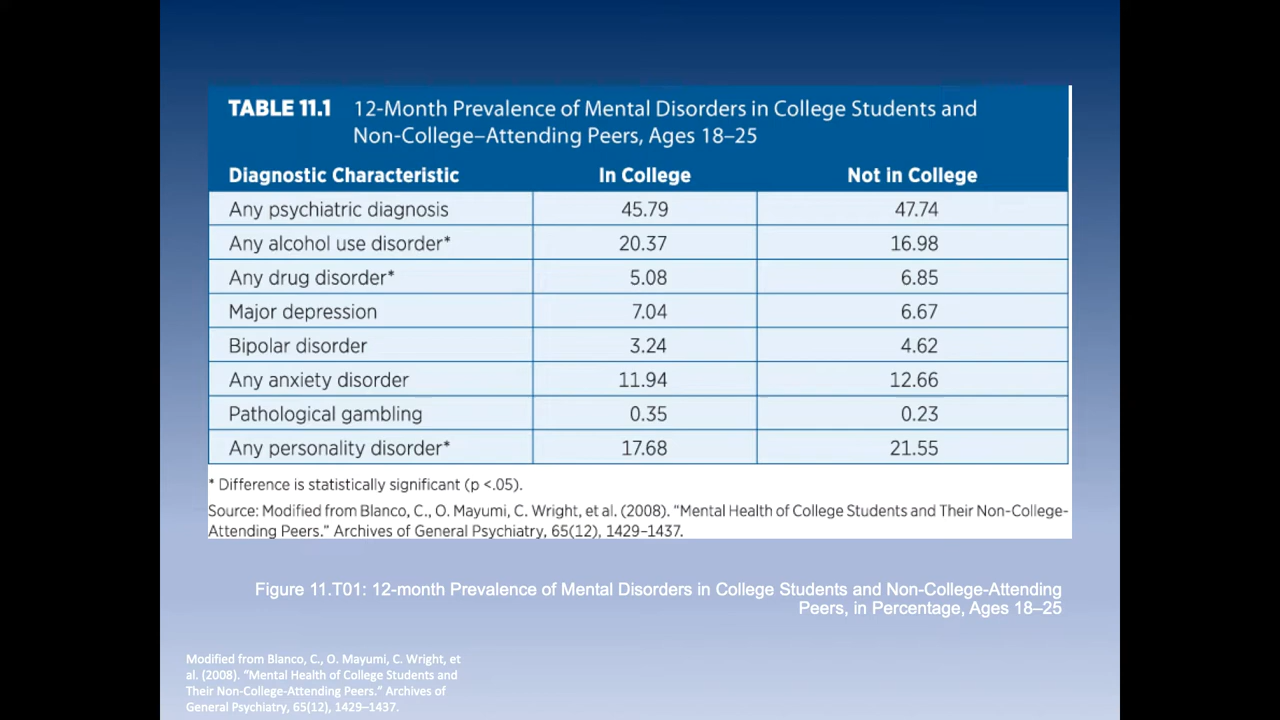 TABLE 11.1 12-Month Prevalence of Mental Disorders in College Students and
Non-College–Attending Peers, Ages 18–25
Diagnostic Characteristic In College Not in College
Any psychiatric diagnosis 45.79 47.74
Any alcohol use disorder* 20.37 16.98
Any drug disorder* 5.08 6.85
Major depression 7.04 6.67
Bipolar disorder 3.24 4.62
Any anxiety disorder 11.94 12.66
Pathological gambling 0.35 0.23
Any personality disorder* 17.68 21.55
* Difference is statistically significant (p <.05).
Source: Modified from Blanco, C., O. Mayumi, C. Wright, et al. (2008). “Mental Health of College Students and Their Non-College-
Attending Peers.” Archives of General Psychiatry, 65(12), 1429–1437.
Figure 11.T01: 12-month Prevalence of Mental Disorders in College Students and Non-College-Attending
Peers, in Percentage, Ages 18–25
Modified from Blanco, C., O. Mayumi, C. Wright, et
al. (2008). “Mental Health of College Students and
Their Non-College-Attending Peers.” Archives of
General Psychiatry, 65(12), 1429–1437.